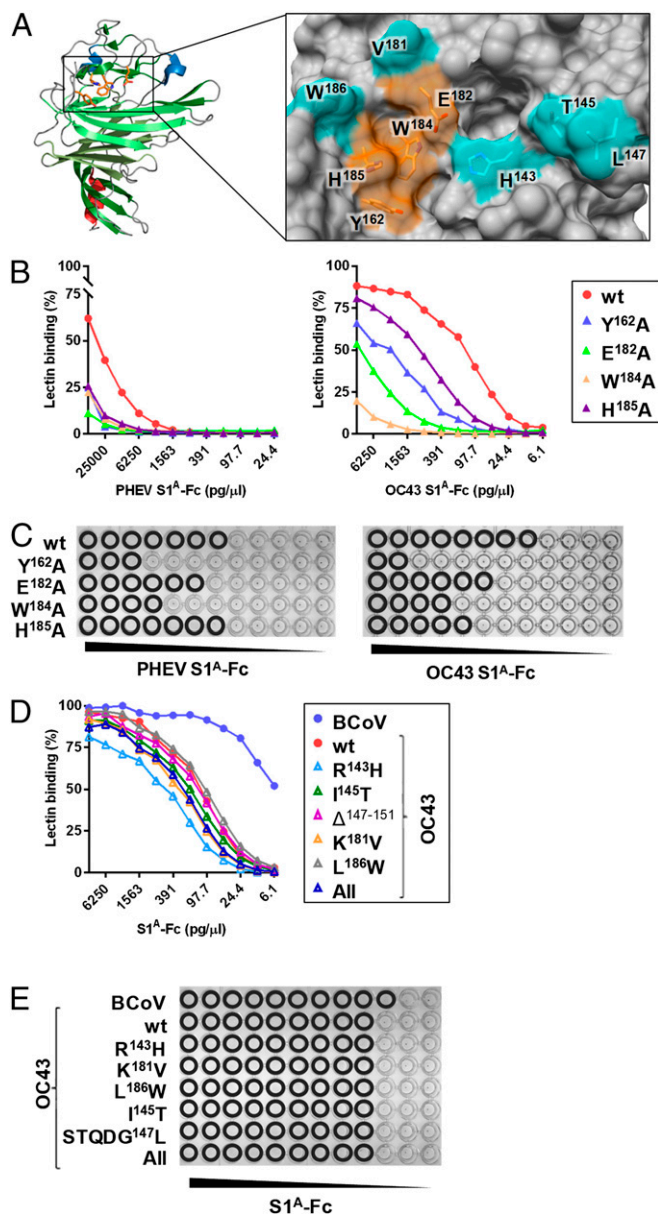 A
V181
W186
E182
T145
W184
H185
H143
L147
Y162
B
100
75
50
25
0
Lectin binding (%)
25000
6250
1563
391
97.7
24.4
PHEV S1A-Fc (pg/μl)
100
75
50
25
0
Lectin binding (%)
6250
1563
391
97.7
24.4
6.1
OC43 S1A-Fc (pg/μl)
wt
Y162A
E182A
W184A
H185A
C
wt
Y162A
E182A
W184A
H185A
PHEV S1A-Fc
OC43 S1A-Fc
D
100
75
50
25
0
Lectin binding (%)
6250
1563
391
97.7
24.4
6.1
S1A-Fc (pg/μl)
BCoV
wt
R143H
I145T
Δ147-151
K181V
L186W
All
OC43
E
BCoV
wt
R143H
K181V
L186W
I145T
STQDG147L
All
OC43
S1A-Fc